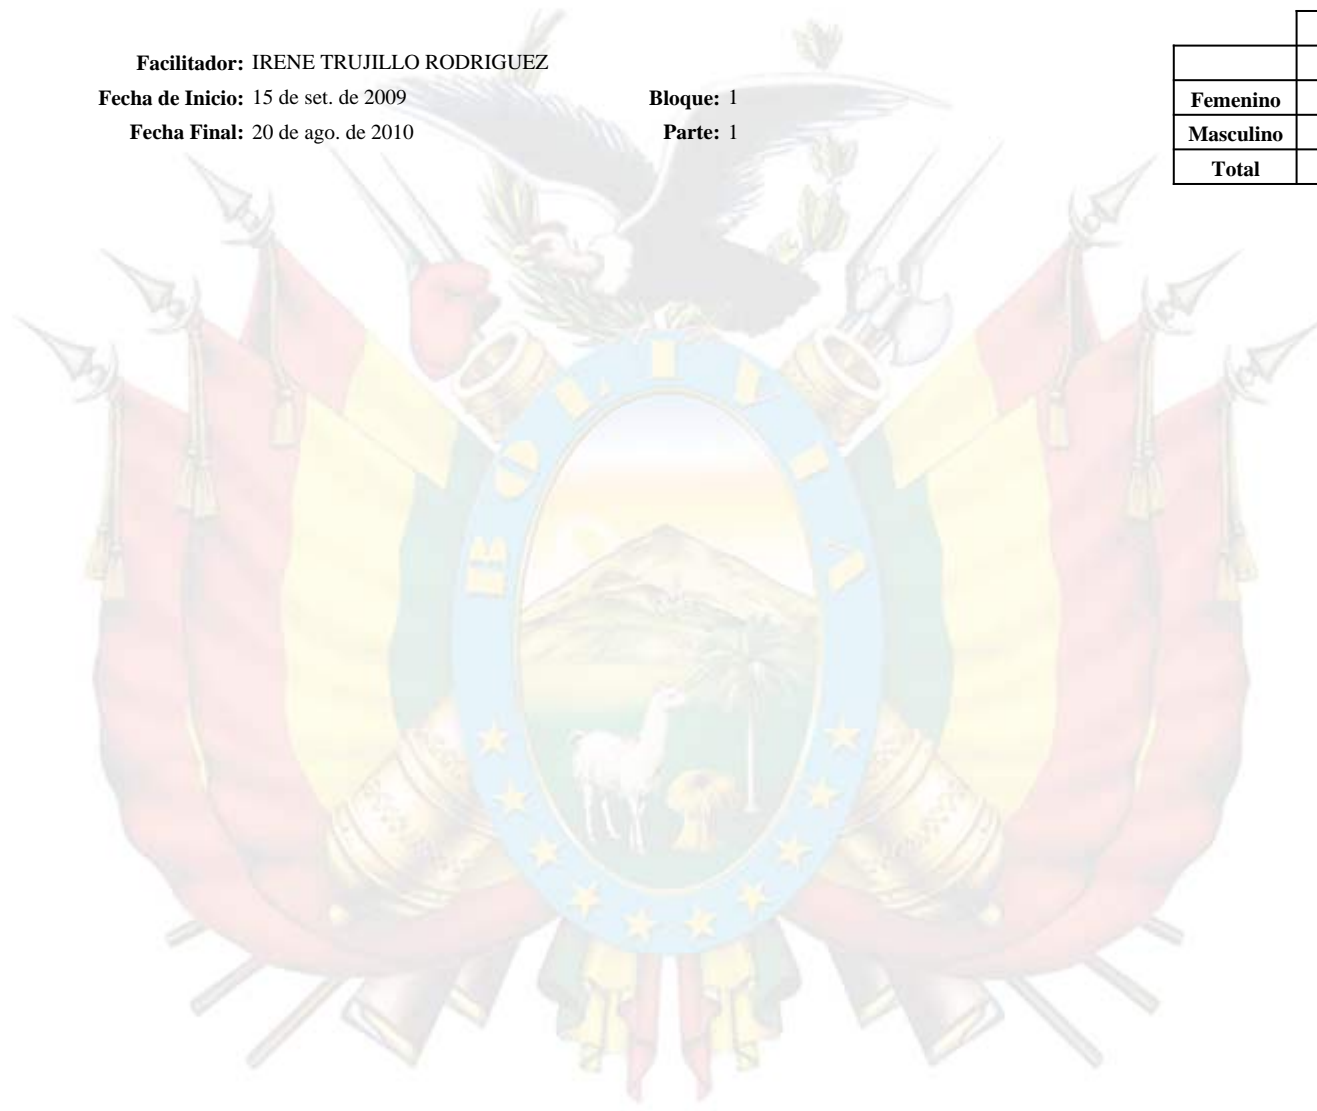 Facilitador: IRENE TRUJILLO RODRIGUEZ
Fecha de Inicio: 15 de set. de 2009 Bloque: 1
Fecha Final: 20 de ago. de 2010 Parte: 1
Femenino
Masculino
Total
BOLIVIA